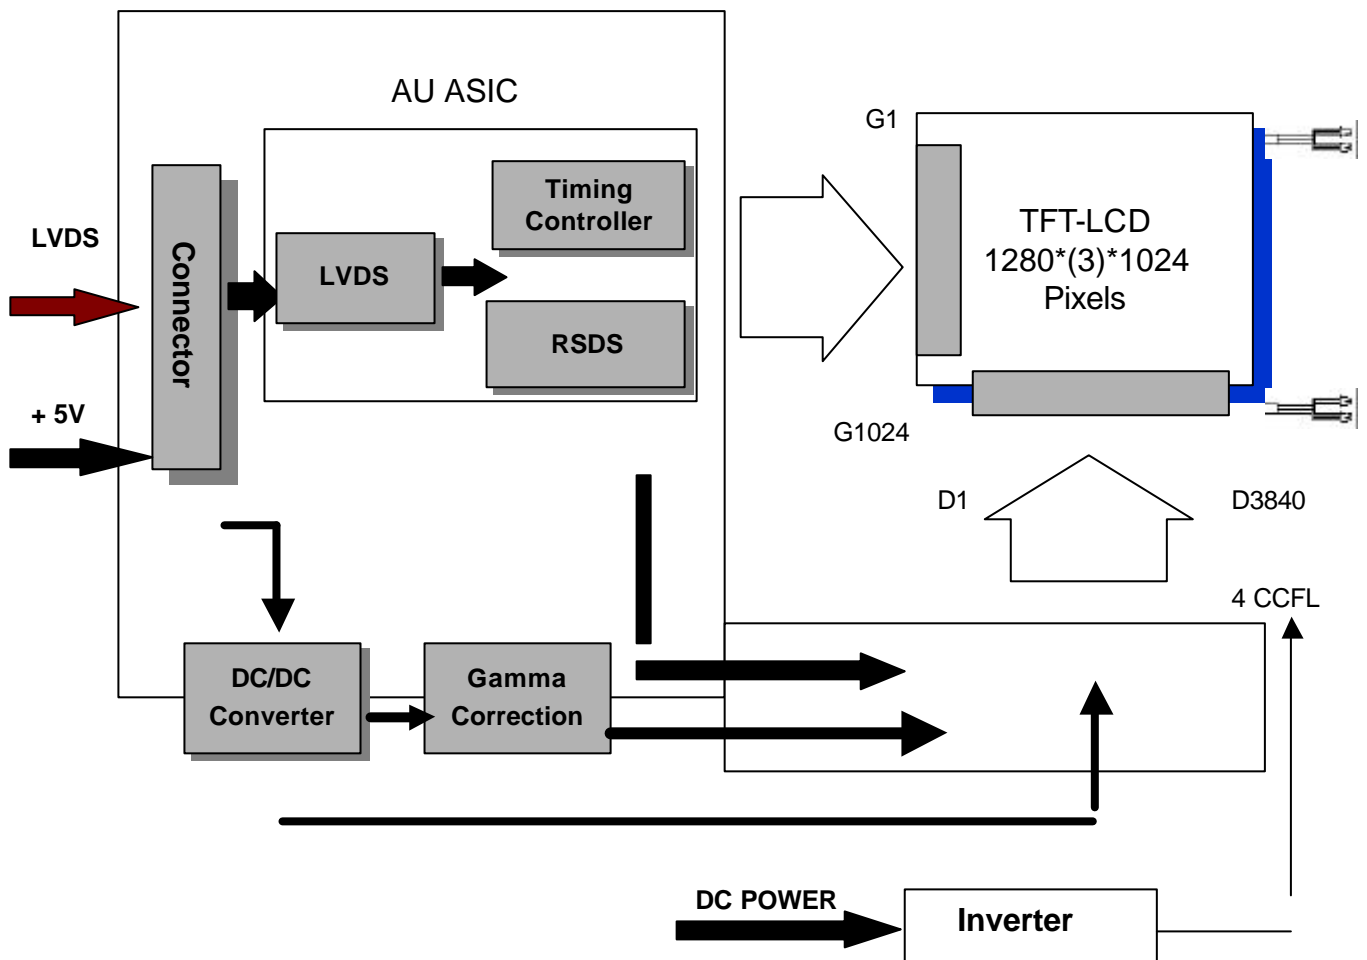 AU ASIC
G1
Timing
Controller
TFT-LCD
1280*(3)*1024
Pixels
LVDS
Connector
LVDS
RSDS
+ 5V
G1024
D1
D3840
4 CCFL
DC/DC
Converter
Gamma
Correction
DC POWER
Inverter